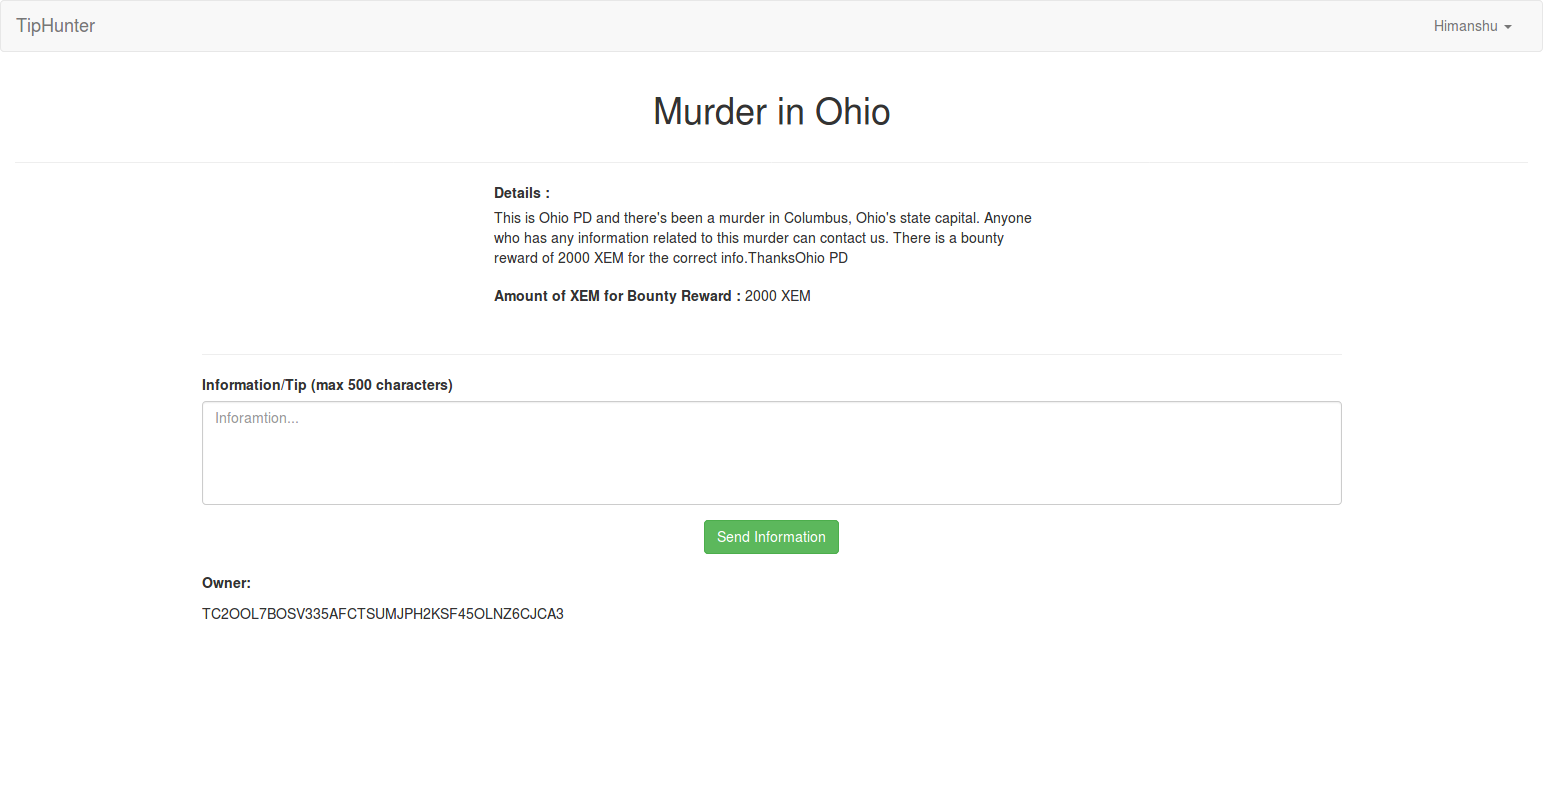 TipHunter
Himanshu
Murder in Ohio
Details :
This is Ohio PD and there's been a murder in Columbus, Ohio's state capital. Anyone
who has any information related to this murder can contact us. There is a bounty
reward of 2000 XEM for the correct info.ThanksOhio PD
Amount of XEM for Bounty Reward : 2000 XEM
Information/Tip (max 500 characters)
Inforamtion...
Send Information
Owner:
TC2OOL7BOSV335AFCTSUMJPH2KSF45OLNZ6CJCA3